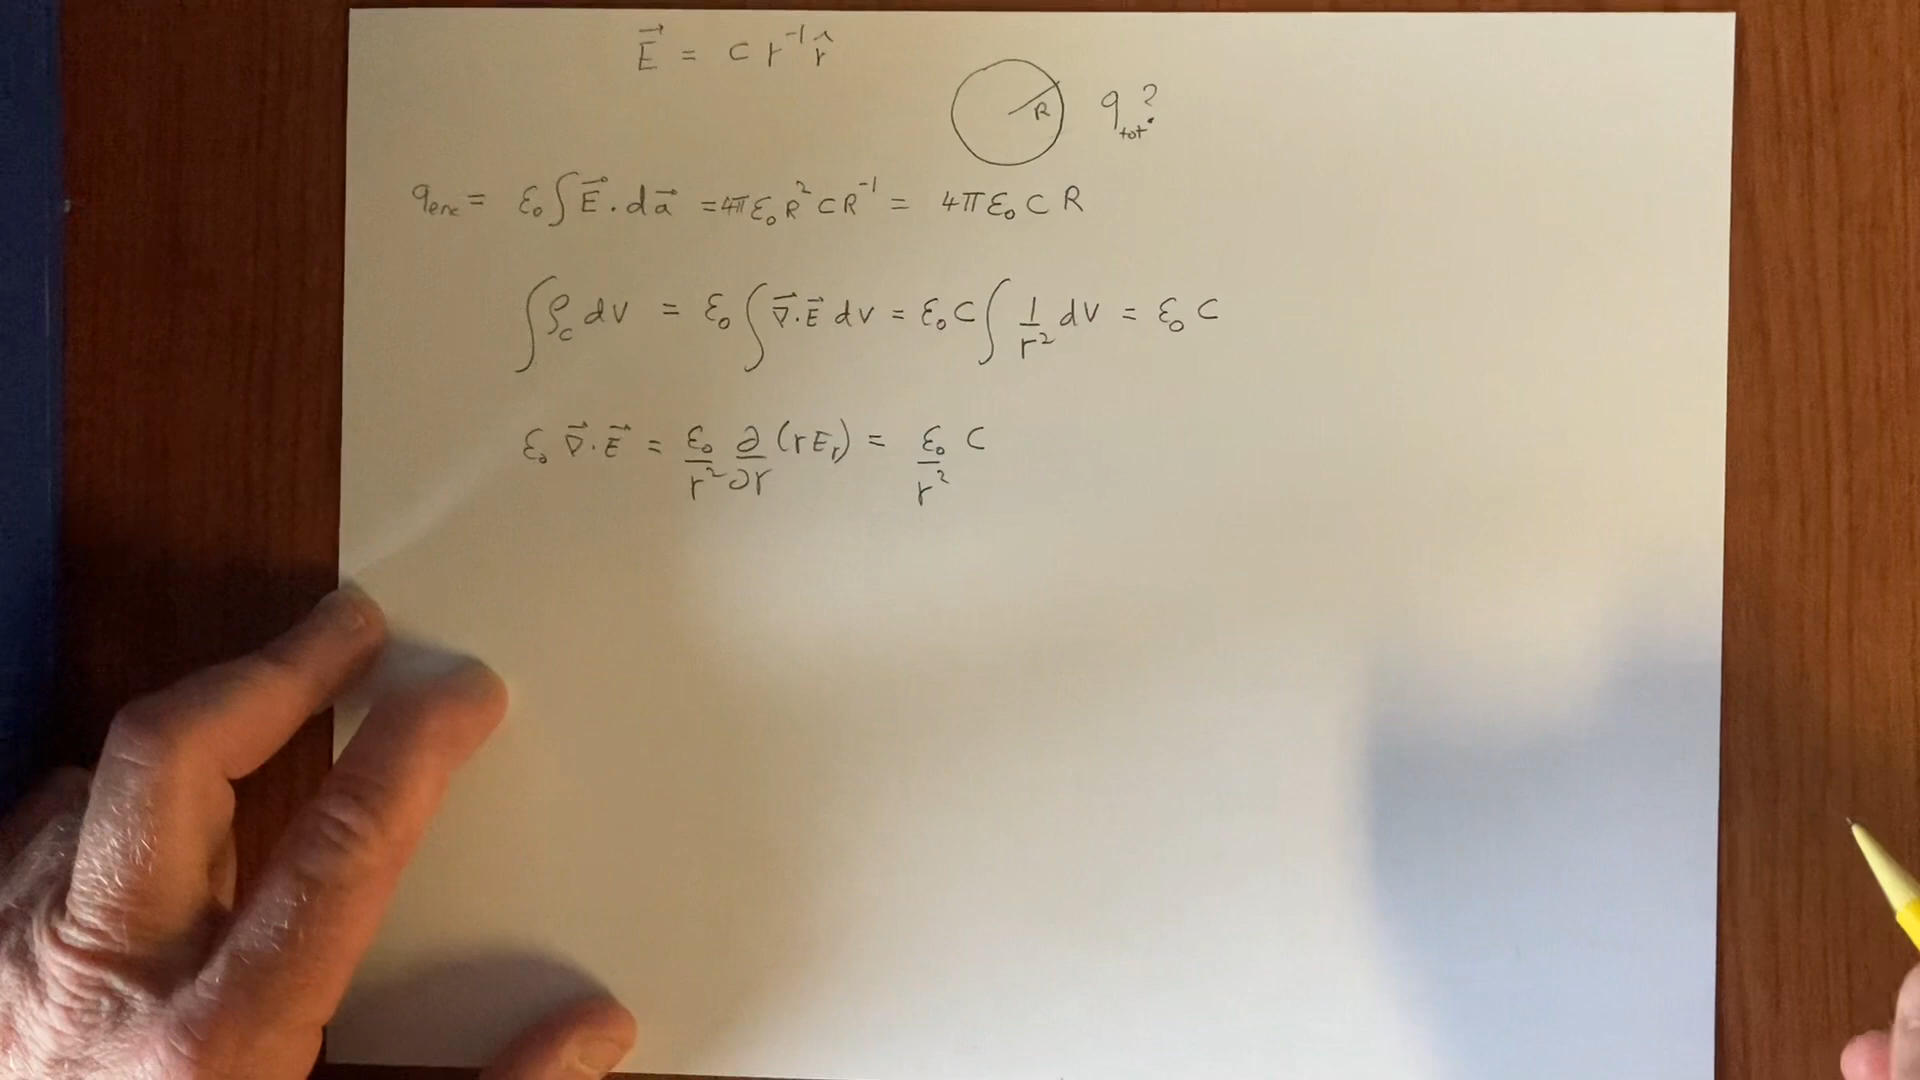 E⃗ = c r⁻¹ r̂
R q_tot?
q_enc = ε₀ ∫ E⃗ · da⃗ = 4π ε₀ R² C R⁻¹ = 4π ε₀ C R
∫ ρ_c dV = ε₀ ∫ ∇⃗·E⃗ dV = ε₀ C ∫ 1/r² dV = ε₀ C
ε₀ ∇⃗·E⃗ = ε₀/r² ∂/∂r (r E_r) = ε₀/r² C